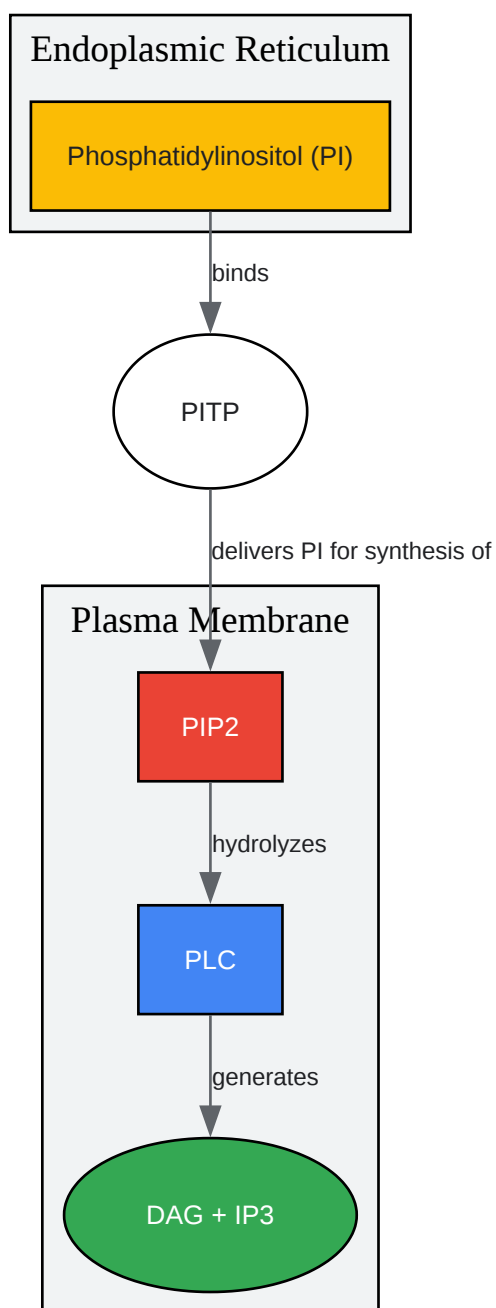 Endoplasmic Reticulum
Phosphatidylinositol (PI)
binds
PITP
delivers PI for synthesis of
Plasma Membrane
PIP2
hydrolyzes
PLC
generates
DAG + IP3